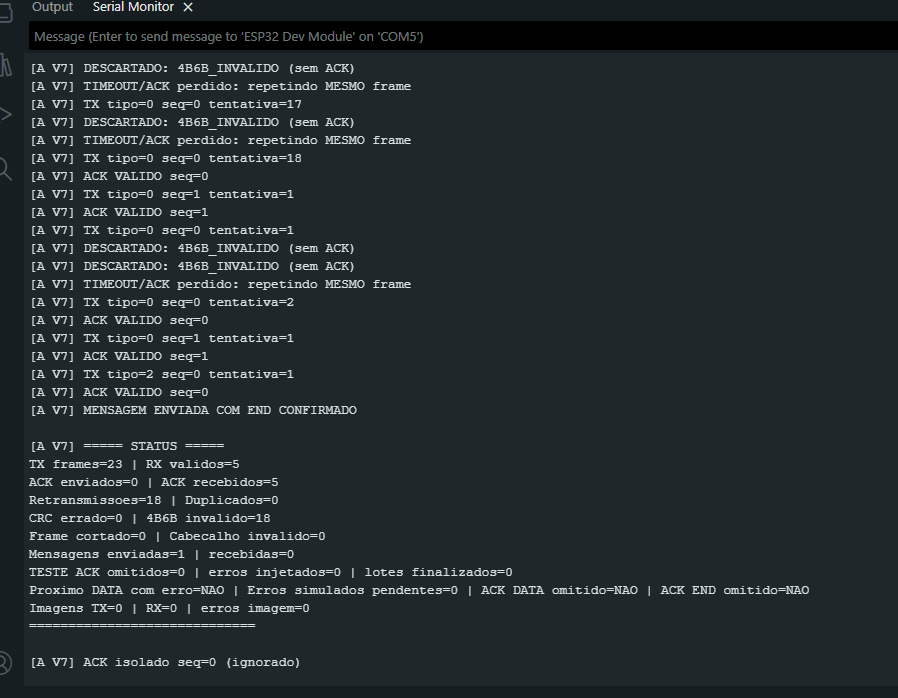 Output Serial Monitor ×
Message (Enter to send message to 'ESP32 Dev Module' on 'COM5')
[A V7] DESCARTADO: 4B6B_INVALIDO (sem ACK)
[A V7] TIMEOUT/ACK perdido: repetindo MESMO frame
[A V7] TX tipo=0 seq=0 tentativa=17
[A V7] DESCARTADO: 4B6B_INVALIDO (sem ACK)
[A V7] TIMEOUT/ACK perdido: repetindo MESMO frame
[A V7] TX tipo=0 seq=0 tentativa=18
[A V7] ACK VALIDO seq=0
[A V7] TX tipo=0 seq=1 tentativa=1
[A V7] ACK VALIDO seq=1
[A V7] TX tipo=0 seq=0 tentativa=1
[A V7] DESCARTADO: 4B6B_INVALIDO (sem ACK)
[A V7] DESCARTADO: 4B6B_INVALIDO (sem ACK)
[A V7] TIMEOUT/ACK perdido: repetindo MESMO frame
[A V7] TX tipo=0 seq=0 tentativa=2
[A V7] ACK VALIDO seq=0
[A V7] TX tipo=0 seq=1 tentativa=1
[A V7] ACK VALIDO seq=1
[A V7] TX tipo=2 seq=0 tentativa=1
[A V7] ACK VALIDO seq=0
[A V7] MENSAGEM ENVIADA COM END CONFIRMADO
[A V7] ===== STATUS =====
TX frames=23 | RX validos=5
ACK enviados=0 | ACK recebidos=5
Retransmissoes=18 | Duplicados=0
CRC errado=0 | 4B6B invalido=18
Frame cortado=0 | Cabecalho invalido=0
Mensagens enviadas=1 | recebidas=0
TESTE ACK omitidos=0 | erros injetados=0 | lotes finalizados=0
Proximo DATA com erro=NAO | Erros simulados pendentes=0 | ACK DATA omitido=NAO | ACK END omitido=NAO
Imagens TX=0 | RX=0 | erros imagem=0
=============================
[A V7] ACK isolado seq=0 (ignorado)